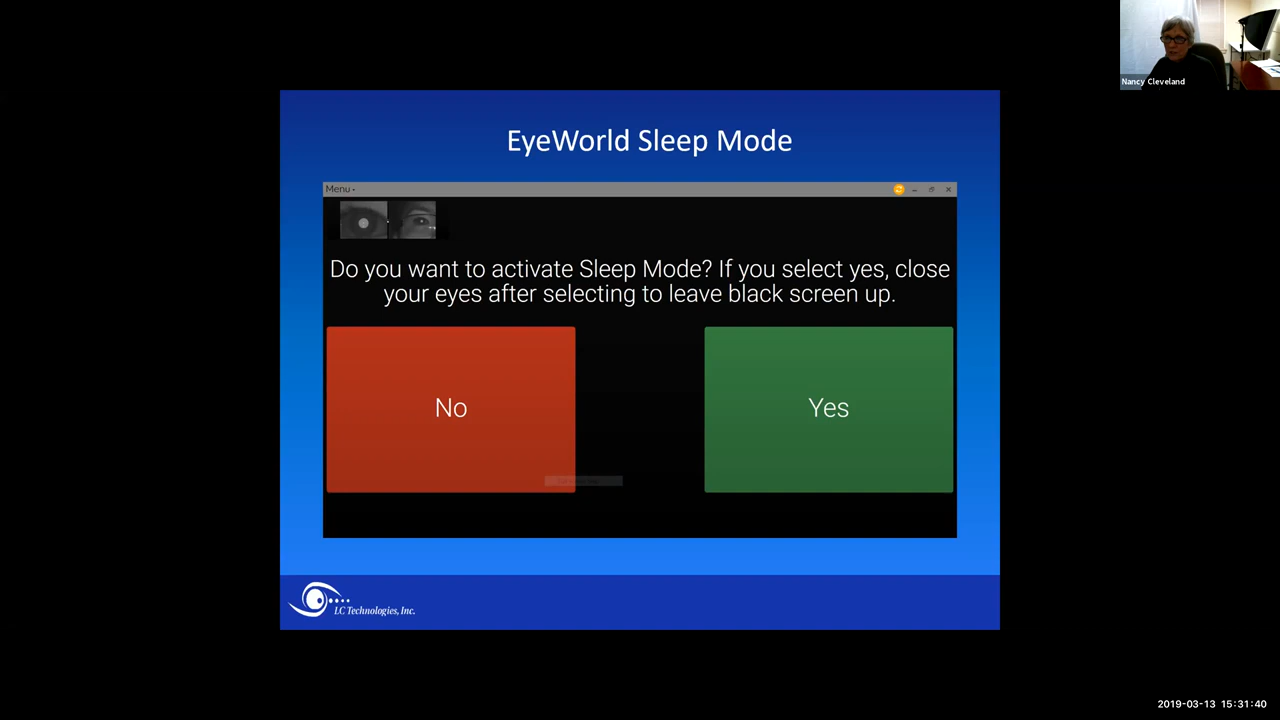 Nancy Cleveland
EyeWorld Sleep Mode
Menu
Do you want to activate Sleep Mode? If you select yes, close
your eyes after selecting to leave black screen up.
No
Yes
LC Technologies, Inc.
2019-03-13 15:31:40